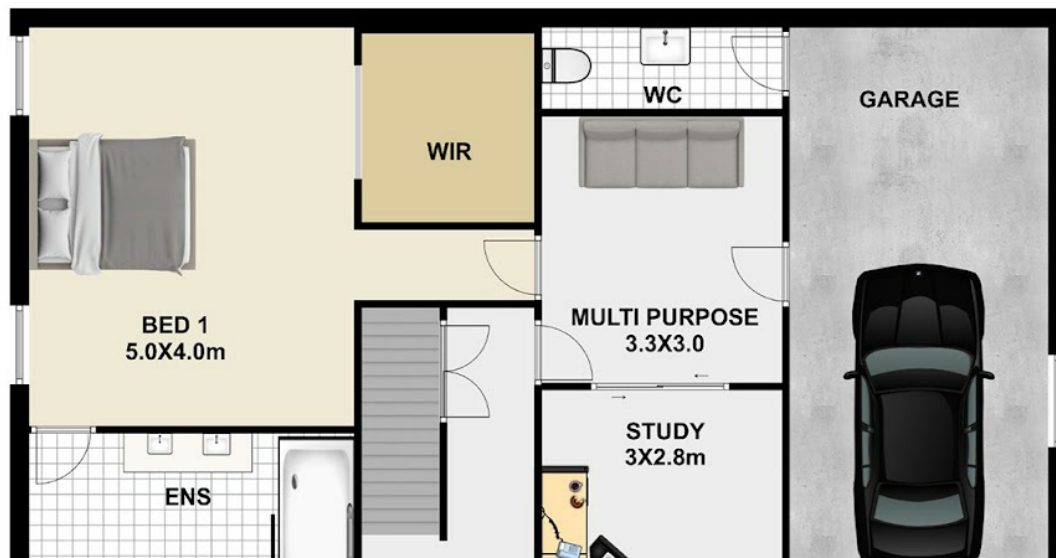 WC
GARAGE
WIR
BED 1
5.0X4.0m
MULTI PURPOSE
3.3X3.0
STUDY
3X2.8m
ENS